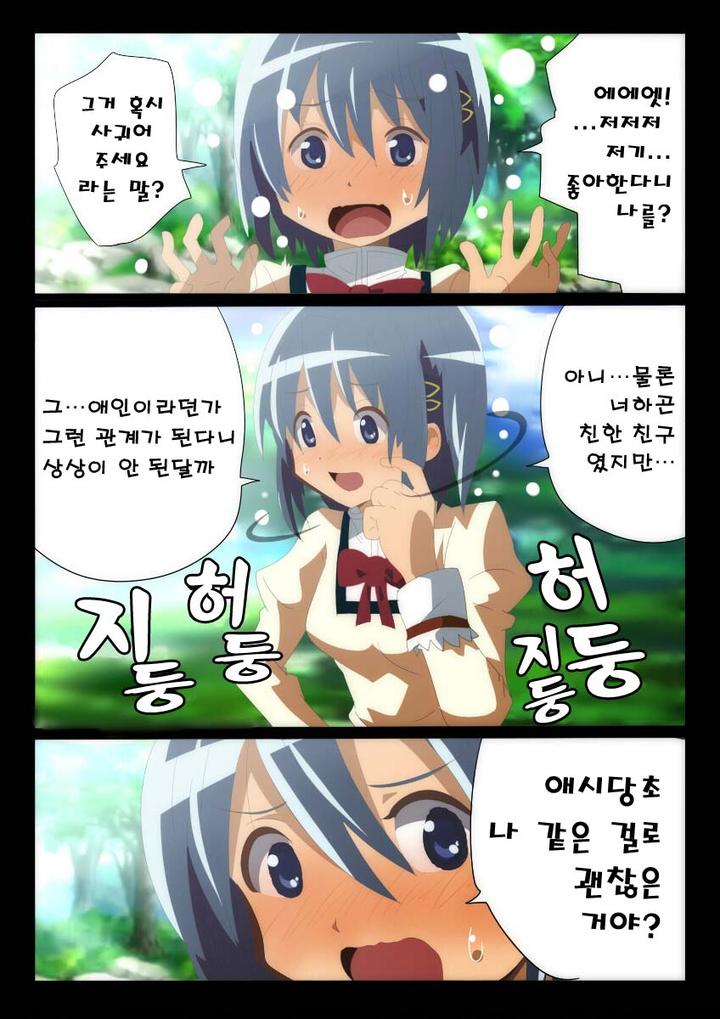 에에엣!
...저저저
저기...
좋아한다니
나를?
그거 혹시
사귀어
주세요
라는 말?
아니…물론
너하곤
친한 친구
였지만…
그…애인이라던가
그런 관계가 된다니
상상이 안 된달까
허
둥
지
둥
허
둥
지
둥
애시당초
나 같은 걸로
괜찮은
거야?